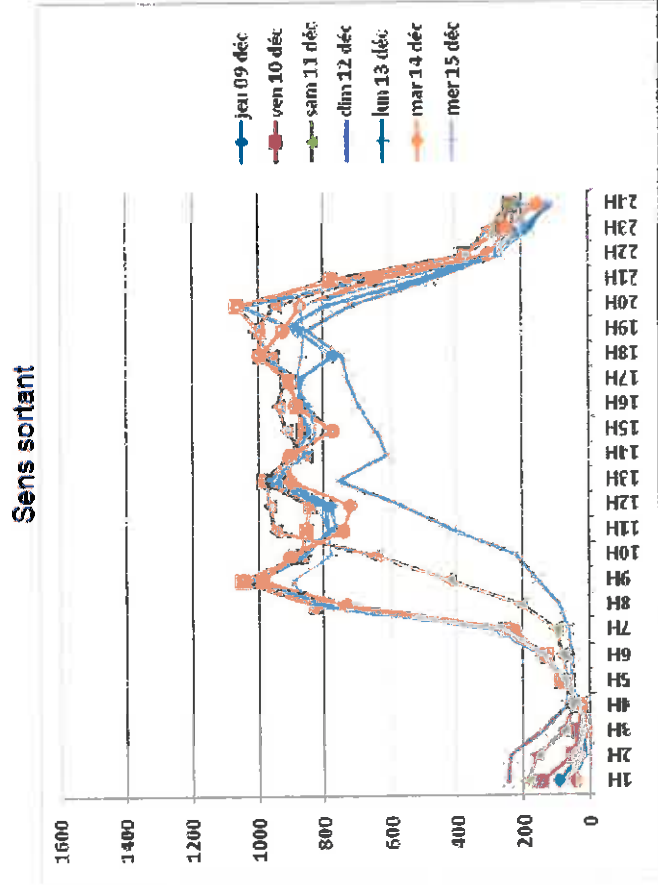 Sens sortant
1600
1400
1200
1000
800
600
400
200
0
1H
2H
3H
4H
5H
6H
7H
8H
9H
10H
11H
12H
13H
14H
15H
16H
17H
18H
19H
20H
21H
22H
23H
24H
jeu 09 déc
ven 10 déc
sam 11 déc
dim 12 déc
lun 13 déc
mar 14 déc
mer 15 déc